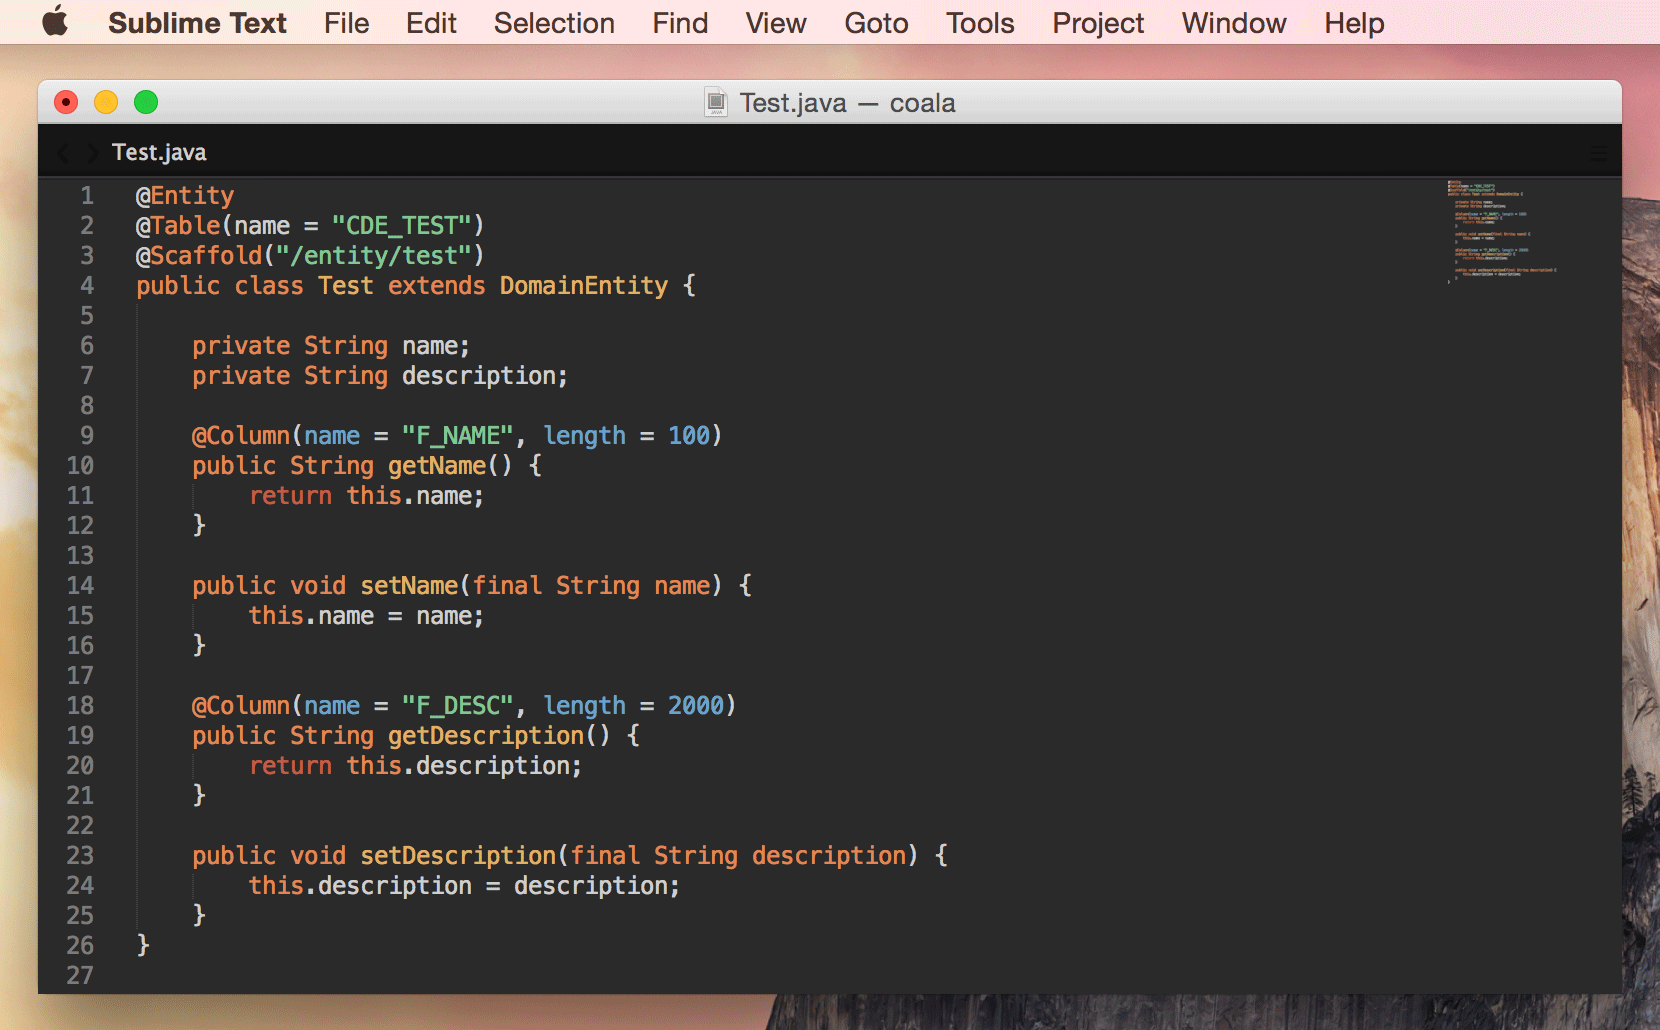 Sublime Text File Edit Selection Find View Goto Tools Project Window Help
Test.java — coala
Test.java
1 @Entity
2 @Table(name = "CDE_TEST")
3 @Scaffold("/entity/test")
4 public class Test extends DomainEntity {
5
6     private String name;
7     private String description;
8
9     @Column(name = "F_NAME", length = 100)
10     public String getName() {
11         return this.name;
12     }
13
14     public void setName(final String name) {
15         this.name = name;
16     }
17
18     @Column(name = "F_DESC", length = 2000)
19     public String getDescription() {
20         return this.description;
21     }
22
23     public void setDescription(final String description) {
24         this.description = description;
25     }
26 }
27